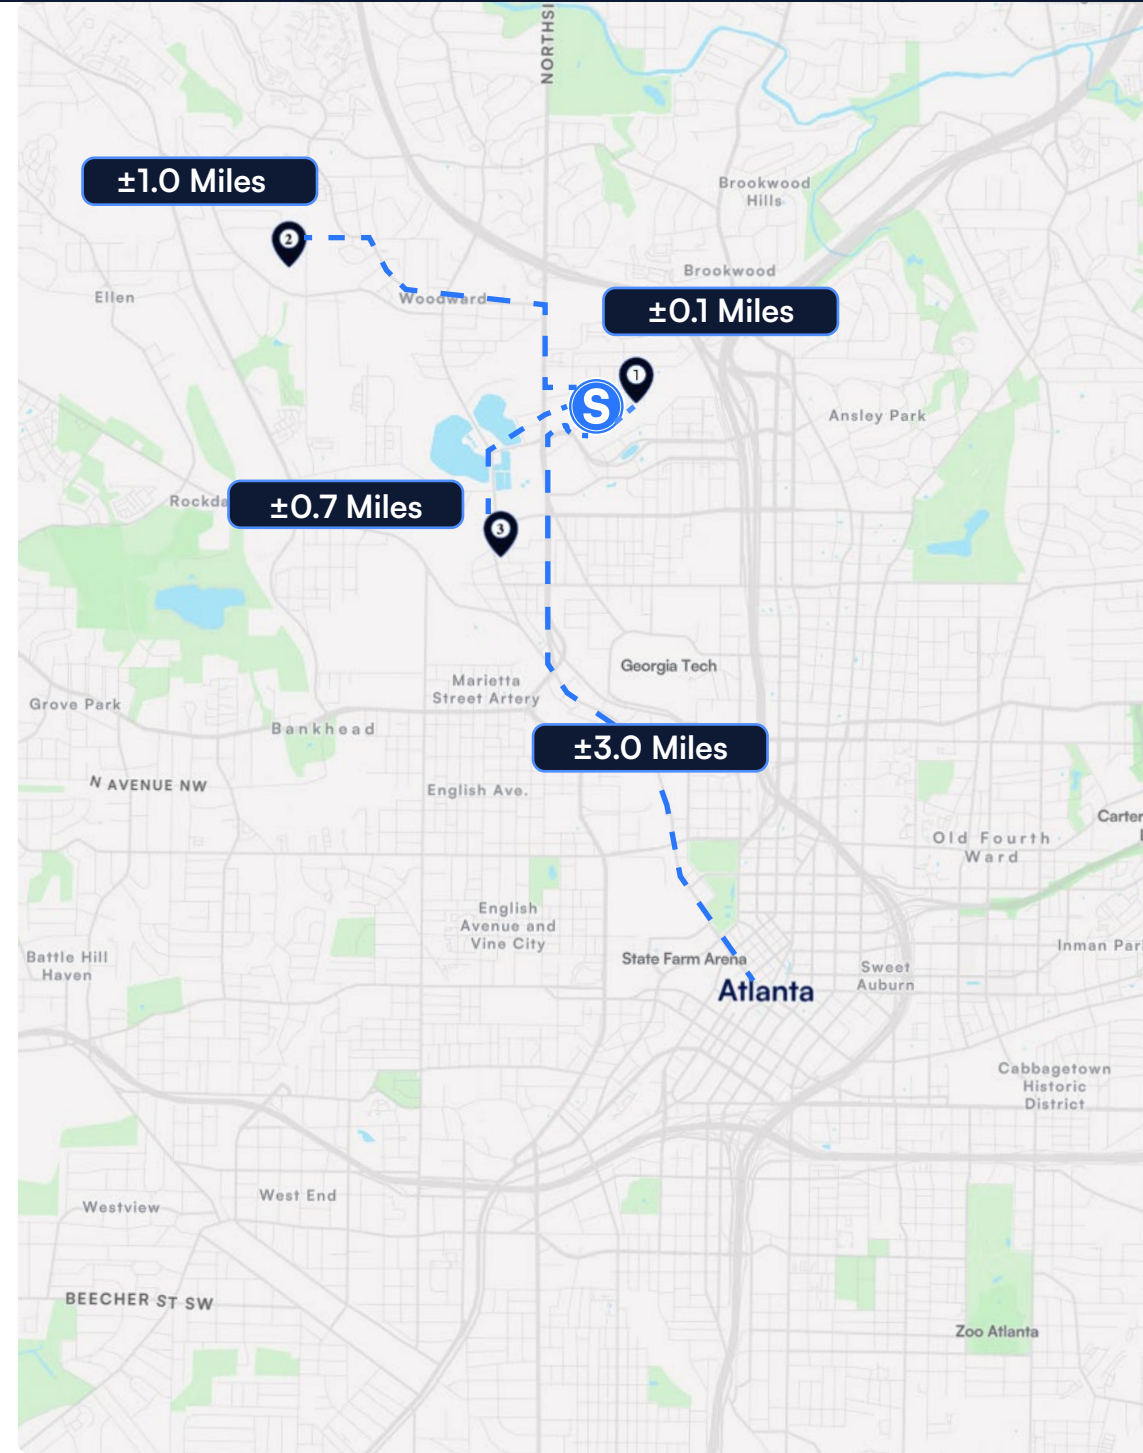 NORTHSI
±1.0 Miles
Brookwood
Hills
2
Brookwood
Ellen
Woodward
±0.1 Miles
1
S
Ansley Park
±0.7 Miles
Rockda
3
Georgia Tech
Marietta
Street Artery
Grove Park
Bankhead
±3.0 Miles
N AVENUE NW
English Ave.
Carter
Old Fourth
Ward
English
Avenue and
Vine City
Inman Par
Battle Hill
Haven
State Farm Arena
Sweet
Auburn
Atlanta
Cabbagetown
Historic
District
West End
Westview
BEECHER ST SW
Zoo Atlanta